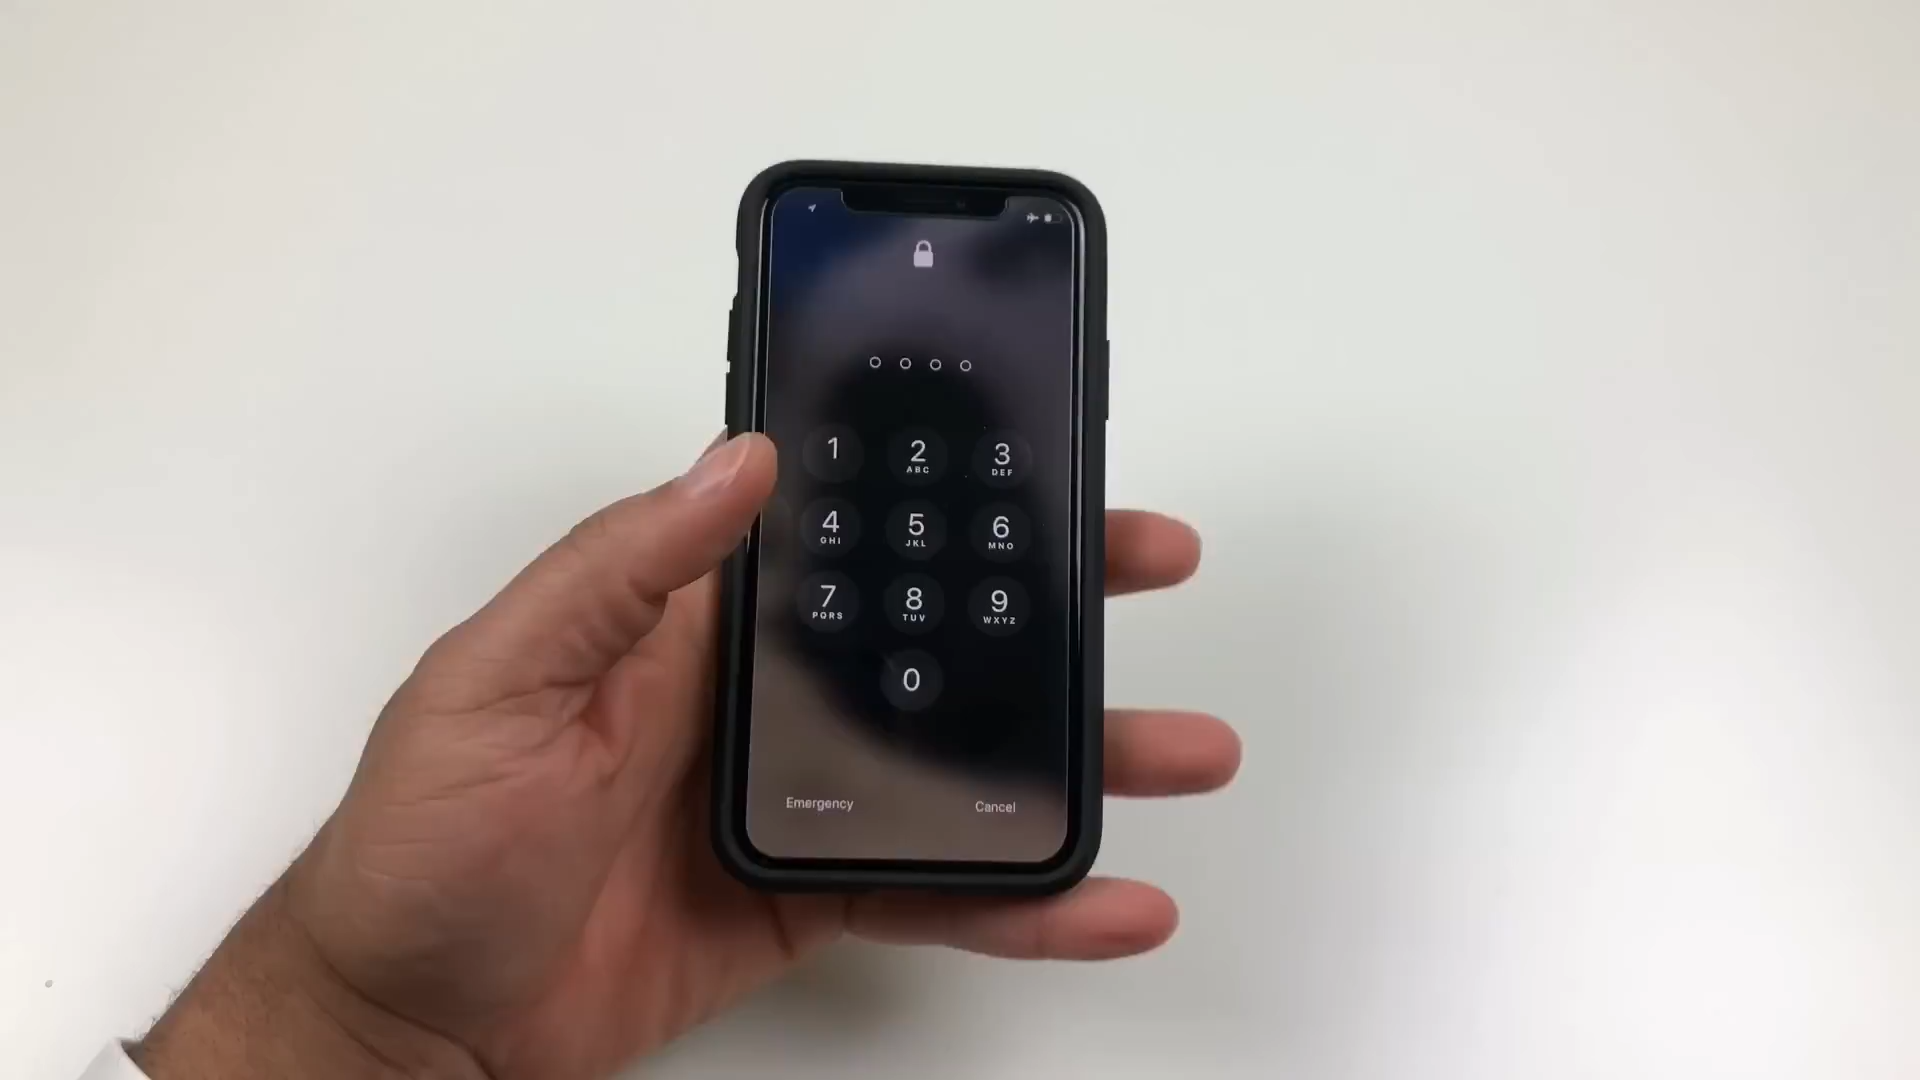 1 2 3
ABC DEF
4 5 6
GHI JKL MNO
7 8 9
PQRS TUV WXYZ
0
Emergency Cancel